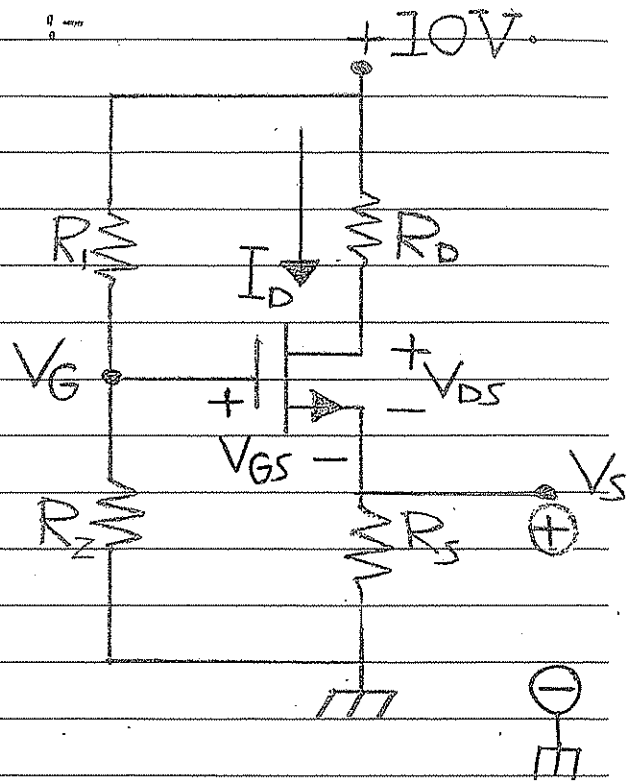 +10V
R1
RD
ID
VG
+
+
VDS
-
VGS -
VS
R2
RS
+
-